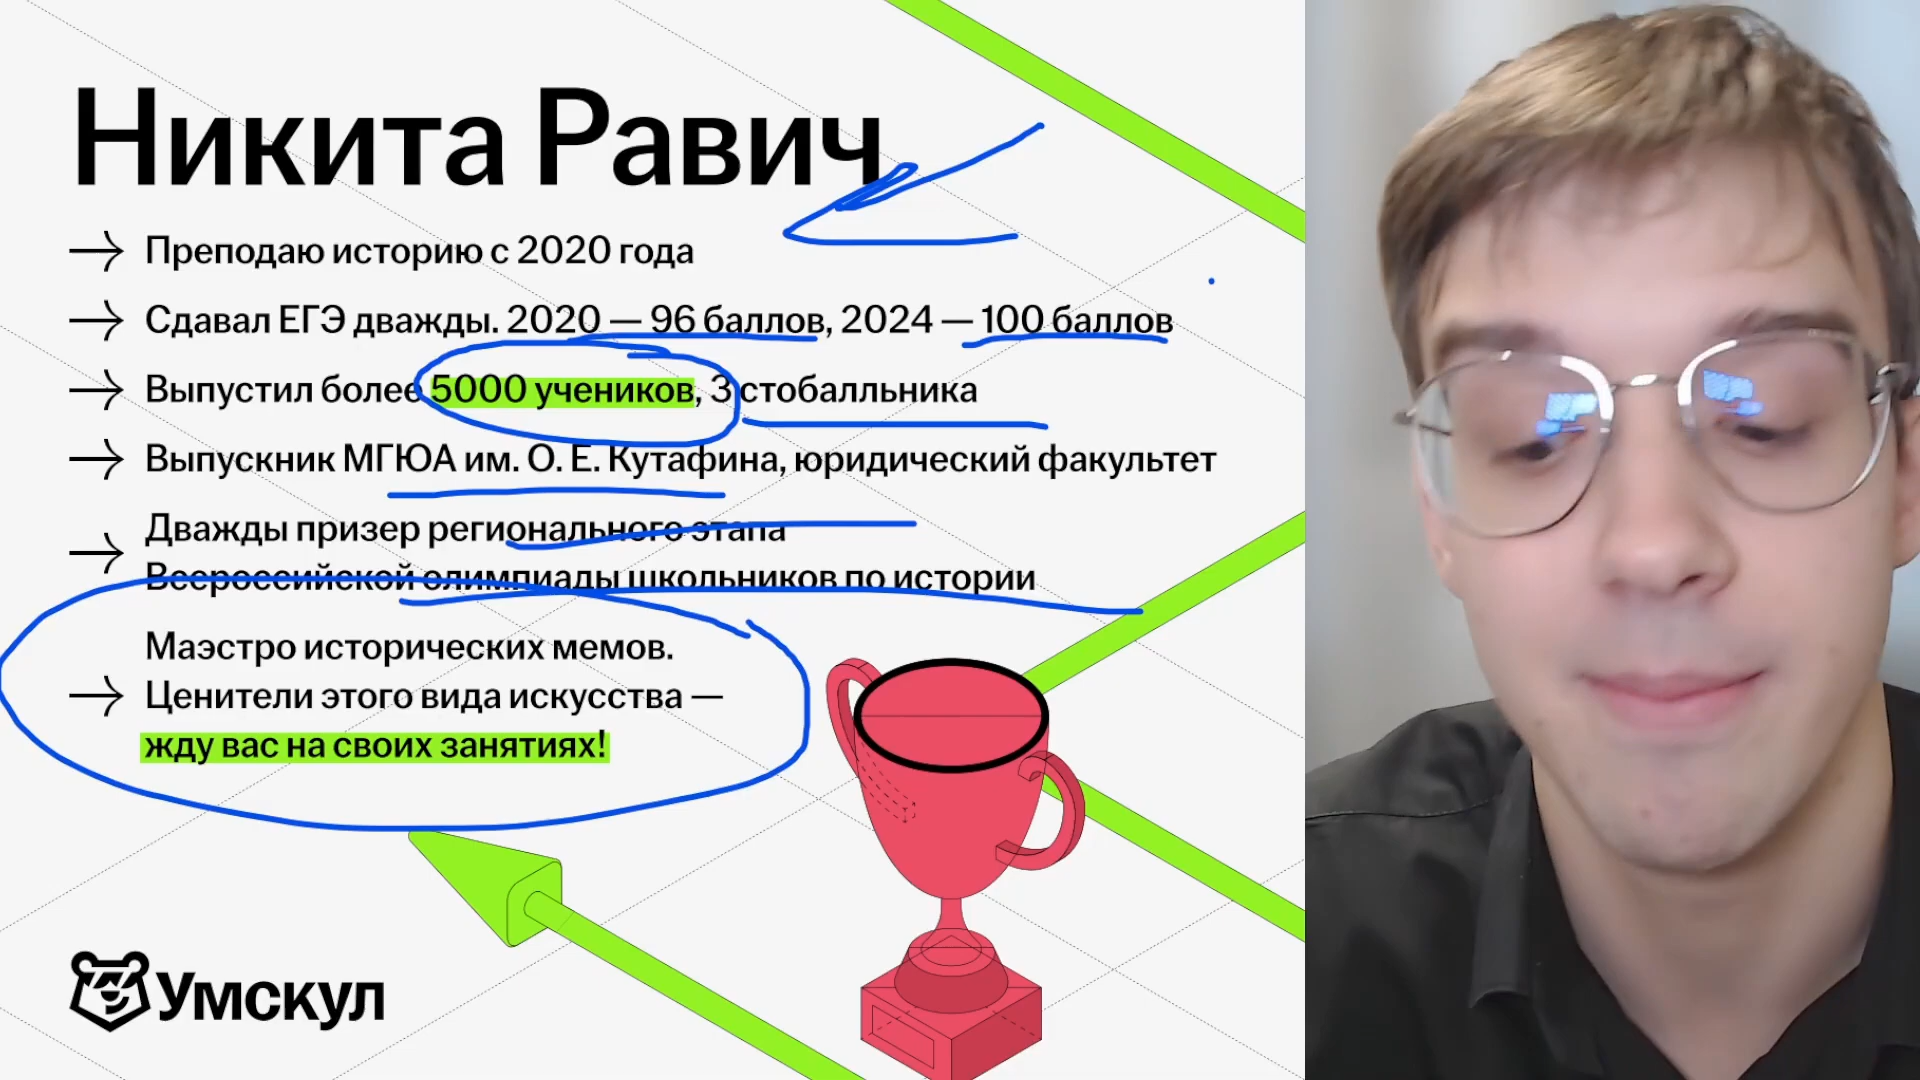 Никита Равич
Преподаю историю с 2020 года
Сдавал ЕГЭ дважды. 2020 — 96 баллов, 2024 — 100 баллов
Выпустил более 5000 учеников, 3 стобалльника
Выпускник МГЮА им. О. Е. Кутафина, юридический факультет
Дважды призер регионального этапа
Всероссийской олимпиады школьников по истории
Маэстро исторических мемов.
Ценители этого вида искусства —
жду вас на своих занятиях!
Умскул